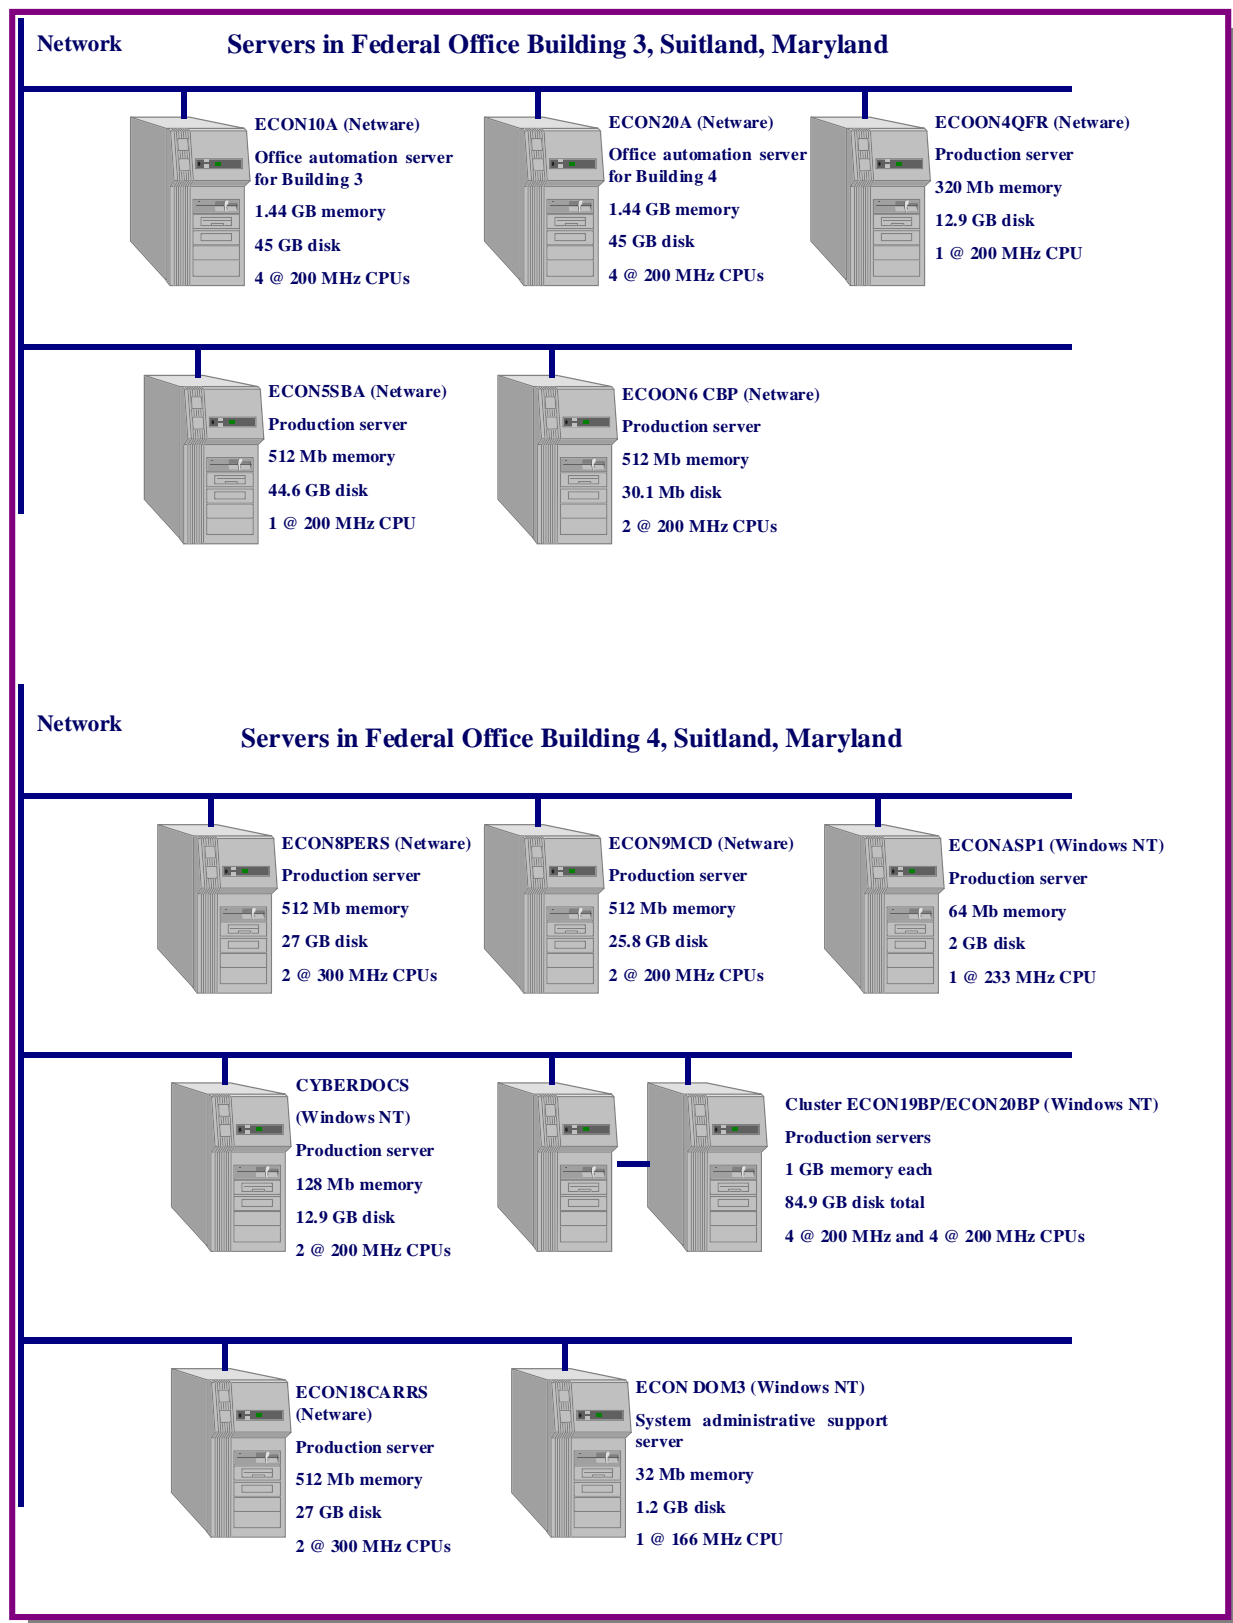 Network
Servers in Federal Office Building 3, Suitland, Maryland
ECON10A (Netware)
Office automation server
for Building 3
1.44 GB memory
45 GB disk
4 @ 200 MHz CPUs
ECON20A (Netware)
Office automation server
for Building 4
1.44 GB memory
45 GB disk
4 @ 200 MHz CPUs
ECOON4QFR (Netware)
Production server
320 Mb memory
12.9 GB disk
1 @ 200 MHz CPU
ECON5SBA (Netware)
Production server
512 Mb memory
44.6 GB disk
1 @ 200 MHz CPU
ECOON6 CBP (Netware)
Production server
512 Mb memory
30.1 Mb disk
2 @ 200 MHz CPUs
Network
Servers in Federal Office Building 4, Suitland, Maryland
ECON8PERS (Netware)
Production server
512 Mb memory
27 GB disk
2 @ 300 MHz CPUs
ECON9MCD (Netware)
Production server
512 Mb memory
25.8 GB disk
2 @ 200 MHz CPUs
ECONASP1 (Windows NT)
Production server
64 Mb memory
2 GB disk
1 @ 233 MHz CPU
CYBERDOCS
(Windows NT)
Production server
128 Mb memory
12.9 GB disk
2 @ 200 MHz CPUs
Cluster ECON19BP/ECON20BP (Windows NT)
Production servers
1 GB memory each
84.9 GB disk total
4 @ 200 MHz and 4 @ 200 MHz CPUs
ECON18CARRS
(Netware)
Production server
512 Mb memory
27 GB disk
2 @ 300 MHz CPUs
ECON DOM3 (Windows NT)
System administrative support
server
32 Mb memory
1.2 GB disk
1 @ 166 MHz CPU